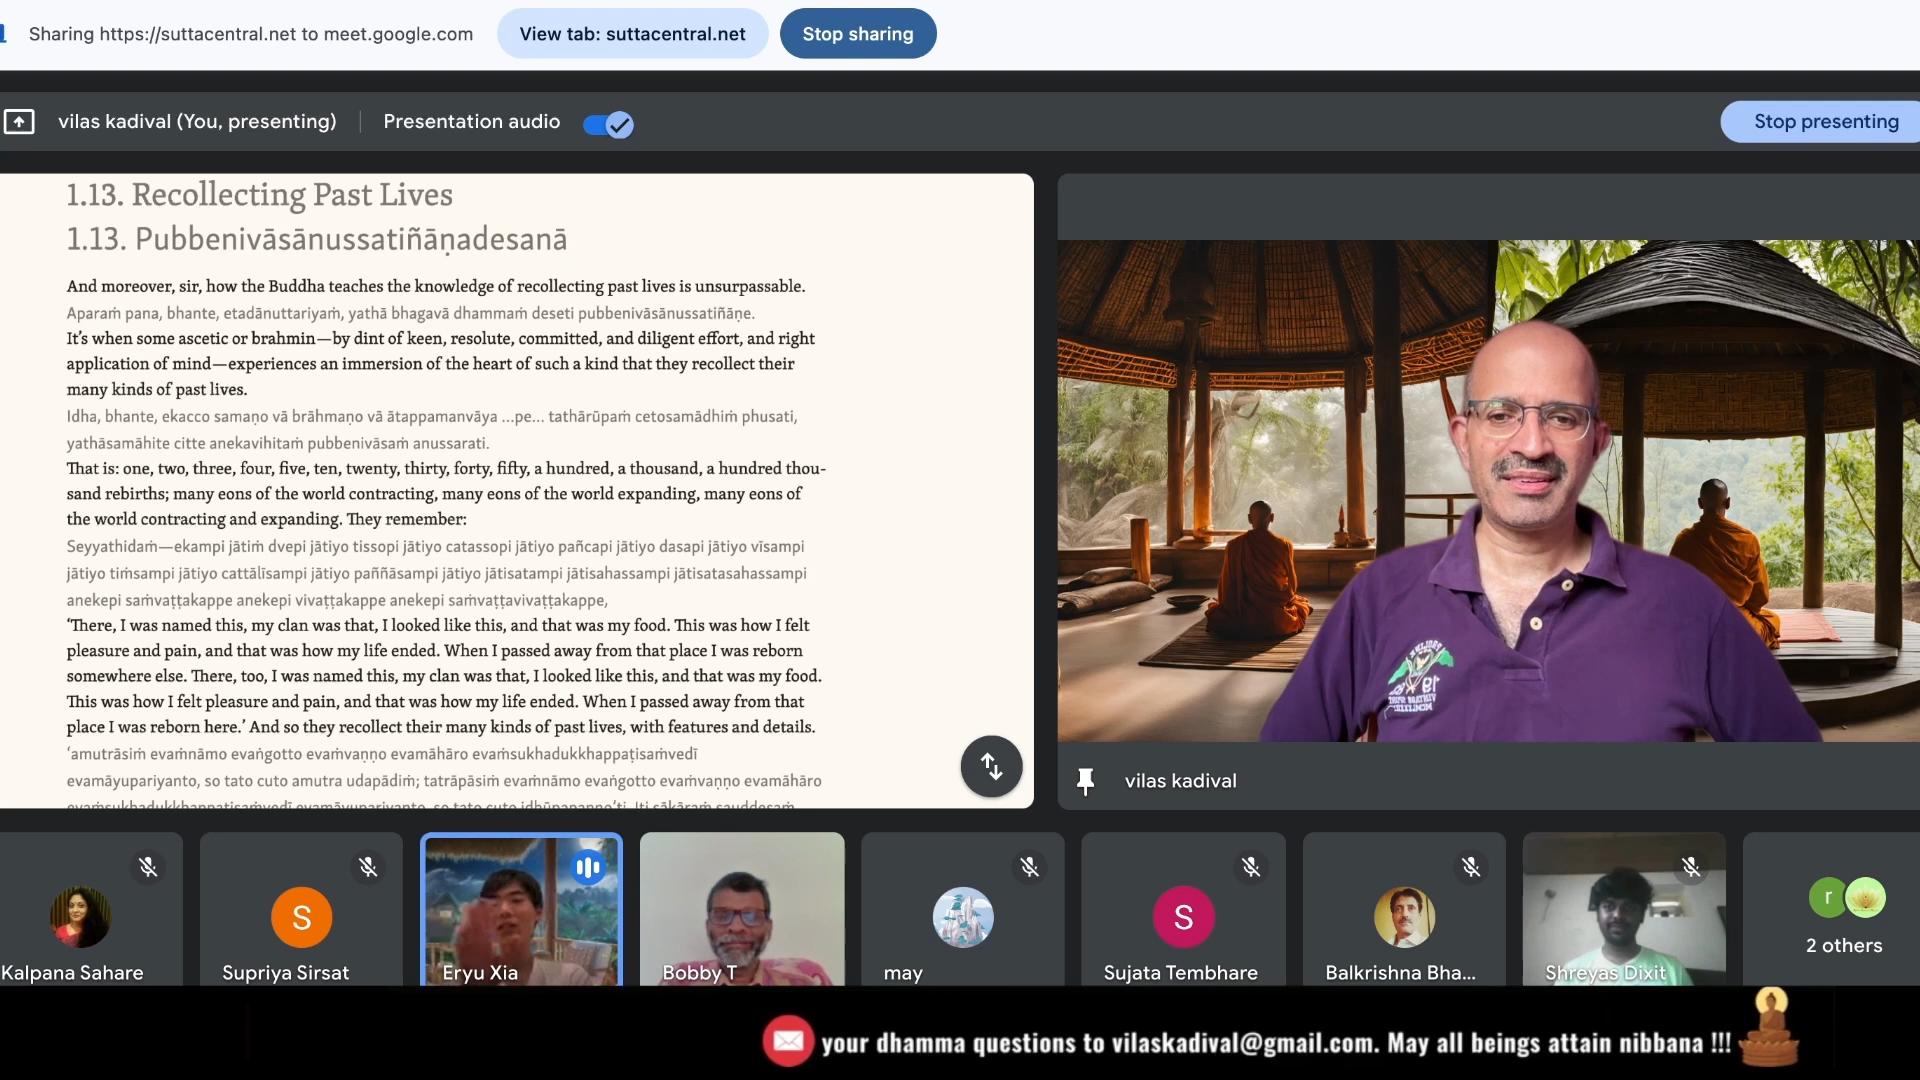 Sharing https://suttacentral.net to meet.google.com
View tab: suttacentral.net
Stop sharing
vilas kadival (You, presenting)
Presentation audio
Stop presenting
1.13. Recollecting Past Lives
1.13. Pubbenivāsānussatiñāṇadesanā
And moreover, sir, how the Buddha teaches the knowledge of recollecting past lives is unsurpassable.
Aparaṁ pana, bhante, etadānuttariyaṁ, yathā bhagavā dhammaṁ deseti pubbenivāsānussatiñāṇe.
It’s when some ascetic or brahmin—by dint of keen, resolute, committed, and diligent effort, and right
application of mind—experiences an immersion of the heart of such a kind that they recollect their
many kinds of past lives.
Idha, bhante, ekacco samaṇo vā brāhmaṇo vā ātappamanvāya …pe… tathārūpaṁ cetosamādhiṁ phusati,
yathāsamāhite citte anekavihitaṁ pubbenivāsaṁ anussarati.
That is: one, two, three, four, five, ten, twenty, thirty, forty, fifty, a hundred, a thousand, a hundred thou-
sand rebirths; many eons of the world contracting, many eons of the world expanding, many eons of
the world contracting and expanding. They remember:
Seyyathidaṁ—ekampi jātiṁ dvepi jātiyo tissopi jātiyo catassopi jātiyo pañcapi jātiyo dasapi jātiyo vīsampi
jātiyo tiṁsampi jātiyo cattālīsampi jātiyo paññāsampi jātiyo jātisatampi jātisahassampi jātisatasahassampi
anekepi saṁvaṭṭakappe anekepi vivaṭṭakappe anekepi saṁvaṭṭavivaṭṭakappe,
‘There, I was named this, my clan was that, I looked like this, and that was my food. This was how I felt
pleasure and pain, and that was how my life ended. When I passed away from that place I was reborn
somewhere else. There, too, I was named this, my clan was that, I looked like this, and that was my food.
This was how I felt pleasure and pain, and that was how my life ended. When I passed away from that
place I was reborn here.’ And so they recollect their many kinds of past lives, with features and details.
‘amutrāsiṁ evaṁnāmo evaṅgotto evaṁvaṇṇo evamāhāro evaṁsukhadukkhappaṭisaṁvedī
evamāyupariyanto, so tato cuto amutra udapādiṁ; tatrāpāsiṁ evaṁnāmo evaṅgotto evaṁvaṇṇo evamāhāro
evaṁsukhadukkhappaṭisaṁvedī evamāyupariyanto, so tato cuto idhūpapanno’ti. Iti sākāraṁ sauddesaṁ
vilas kadival
Kalpana Sahare
S
Supriya Sirsat
Eryu Xia
Bobby T
may
S
Sujata Tembhare
Balkrishna Bha...
Shreyas Dixit
r
2 others
your dhamma questions to vilaskadival@gmail.com. May all beings attain nibbana !!!